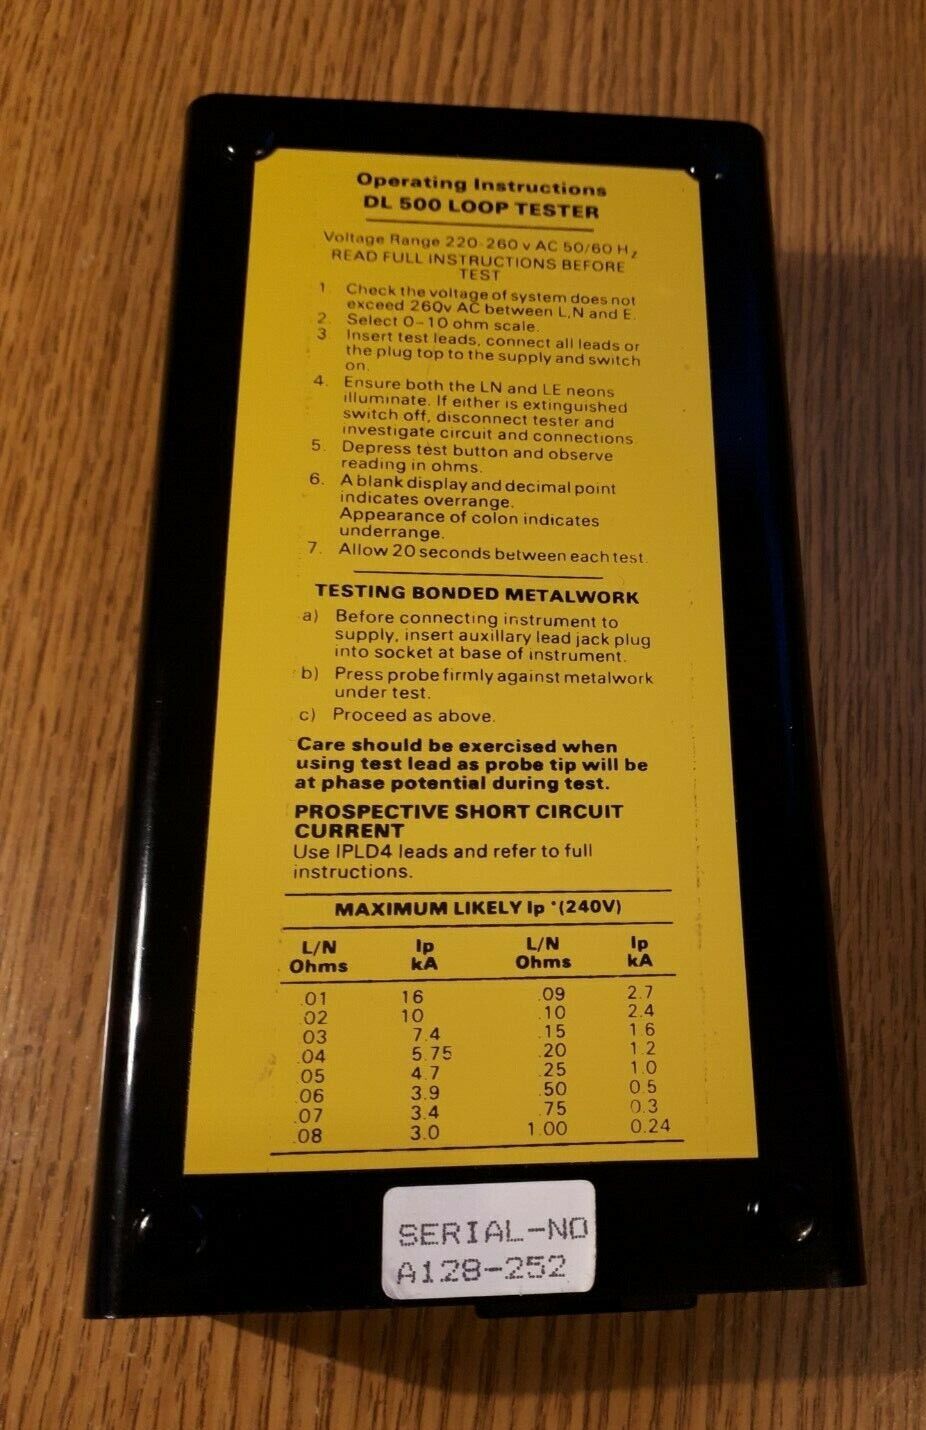 Operating Instructions
DL 500 LOOP TESTER
Voltage Range 220-260 v AC 50/60 Hz
READ FULL INSTRUCTIONS BEFORE
TEST
1. Check the voltage of system does not
exceed 260v AC between L,N and E.
2. Select 0-10 ohm scale.
3. Insert test leads, connect all leads or
the plug top to the supply and switch
on.
4. Ensure both the LN and LE neons
illuminate. If either is extinguished
switch off, disconnect tester and
investigate circuit and connections
5. Depress test button and observe
reading in ohms.
6. A blank display and decimal point
indicates overrange.
Appearance of colon indicates
underrange.
7. Allow 20 seconds between each test.
TESTING BONDED METALWORK
a) Before connecting instrument to
supply, insert auxillary lead jack plug
into socket at base of instrument.
b) Press probe firmly against metalwork
under test.
c) Proceed as above.
Care should be exercised when
using test lead as probe tip will be
at phase potential during test.
PROSPECTIVE SHORT CIRCUIT
CURRENT
Use IPLD4 leads and refer to full
instructions.
MAXIMUM LIKELY Ip *(240V)
L/N Ip L/N Ip
Ohms kA Ohms kA
.01 16 .09 2.7
.02 10 .10 2.4
.03 7.4 .15 1.6
.04 5.75 .20 1.2
.05 4.7 .25 1.0
.06 3.9 .50 0.5
.07 3.4 .75 0.3
.08 3.0 1.00 0.24
SERIAL-NO
A128-252